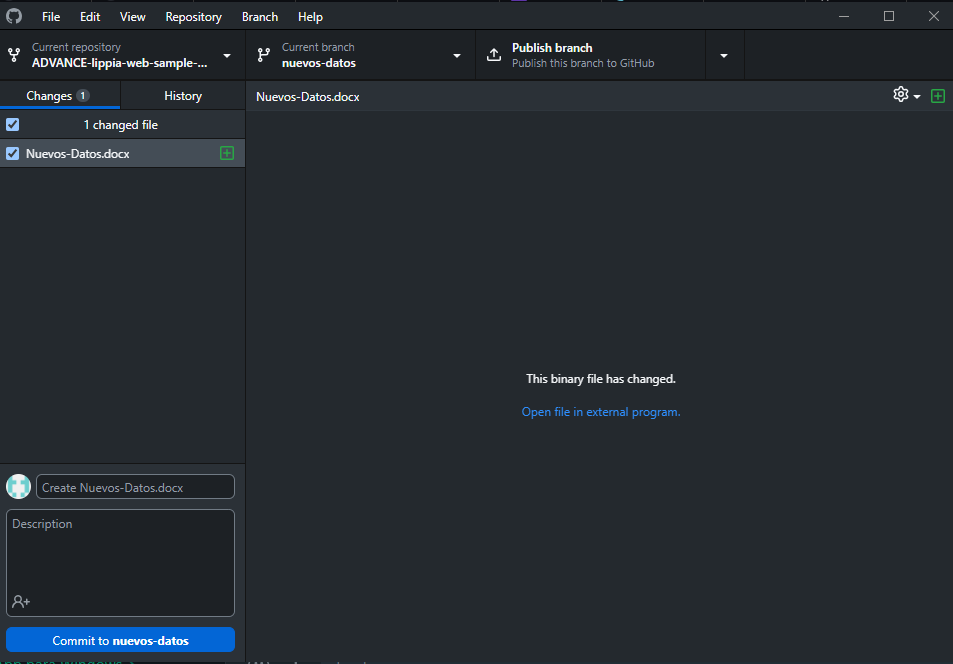 File Edit View Repository Branch Help
Current repository
ADVANCE-lippia-web-sample-...
Current branch
nuevos-datos
Publish branch
Publish this branch to GitHub
Changes 1
History
Nuevos-Datos.docx
1 changed file
Nuevos-Datos.docx
This binary file has changed.
Open file in external program.
Create Nuevos-Datos.docx
Description
Commit to nuevos-datos